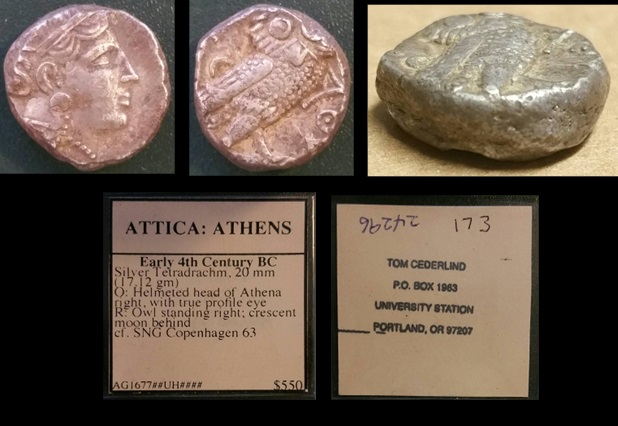 ATTICA: ATHENS
Early 4th Century BC
Silver Tetradrachm, 20 mm
(17.12 gm)
O: Helmeted head of Athena
right, with true profile eye
R: Owl standing right; crescent
moon behind
cf. SNG Copenhagen 63
AG1677##UH####
$550
24296
173
TOM CEDERLIND
P.O. BOX 1963
UNIVERSITY STATION
PORTLAND, OR 97207